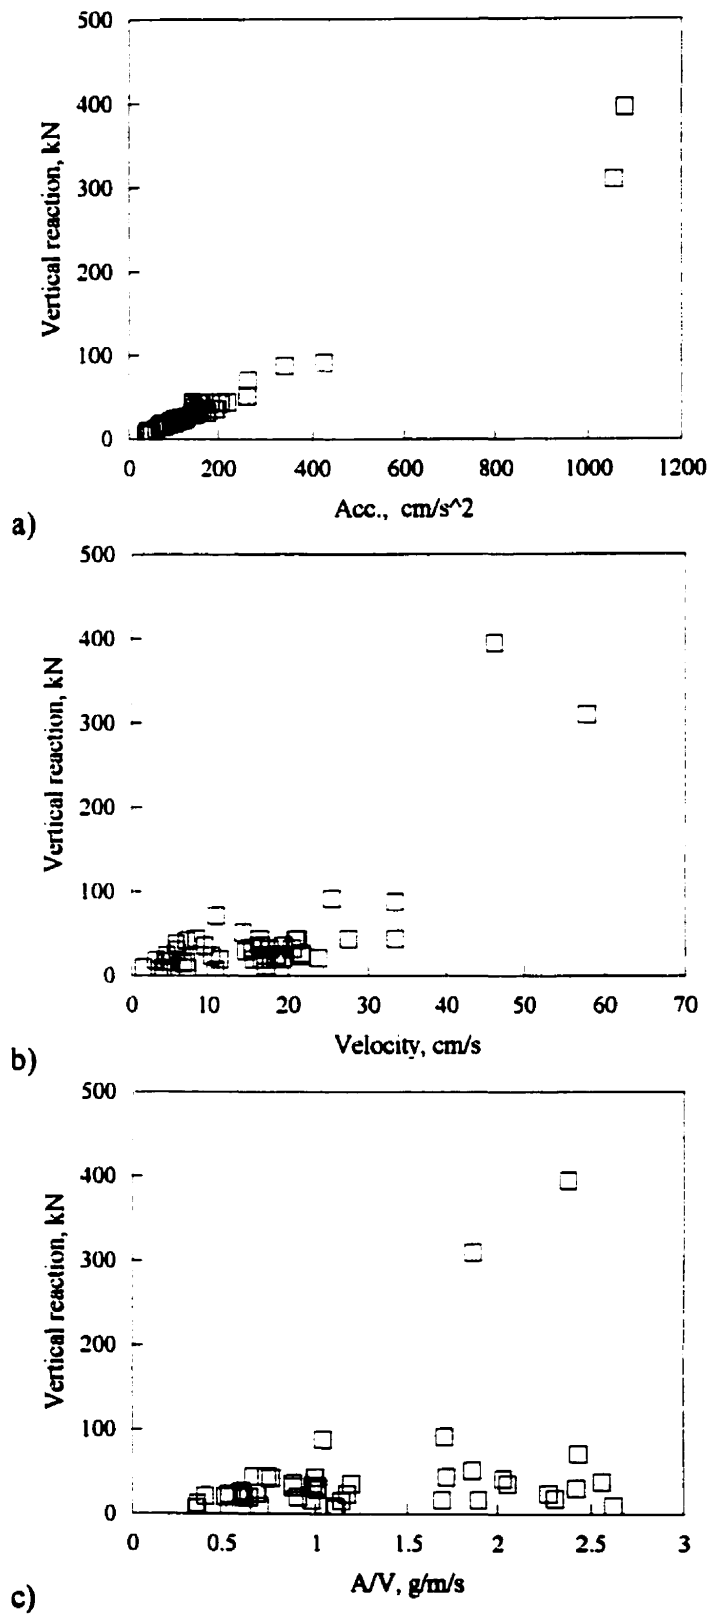 500
400
300
200
100
0
Vertical reaction, kN
0 200 400 600 800 1000 1200
Acc., cm/s^2
a)
500
400
300
200
100
0
Vertical reaction, kN
0 10 20 30 40 50 60 70
Velocity, cm/s
b)
500
400
300
200
100
0
Vertical reaction, kN
0 0.5 1 1.5 2 2.5 3
A/V, g/m/s
c)